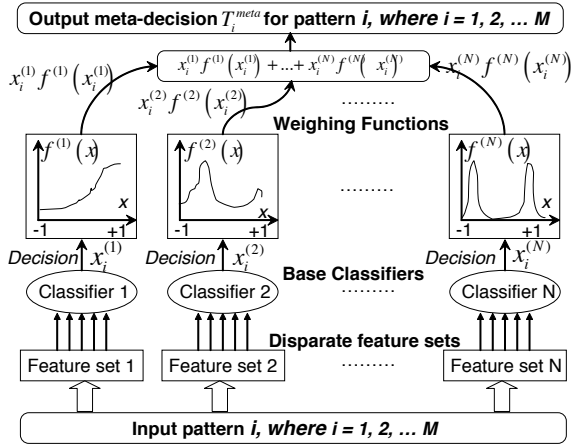 Output meta-decision T_i^{meta} for pattern i, where i = 1, 2, ... M
x_i^{(1)} f^{(1)}(x_i^{(1)}) + ... + x_i^{(N)} f^{(N)}( x_i^{(N)})
x_i^{(1)} f^{(1)}(x_i^{(1)})
x_i^{(2)} f^{(2)}(x_i^{(2)})
..........
x_i^{(N)} f^{(N)}(x_i^{(N)})
Weighing Functions
f^{(1)}(x)
f^{(2)}(x)
f^{(N)}(x)
..........
x
x
x
-1 +1
-1 +1
-1 +1
Decision x_i^{(1)}
Decision x_i^{(2)}
Decision x_i^{(N)}
Base Classifiers
Classifier 1
Classifier 2
..........
Classifier N
Disparate feature sets
Feature set 1
Feature set 2
..........
Feature set N
Input pattern i, where i = 1, 2, ... M